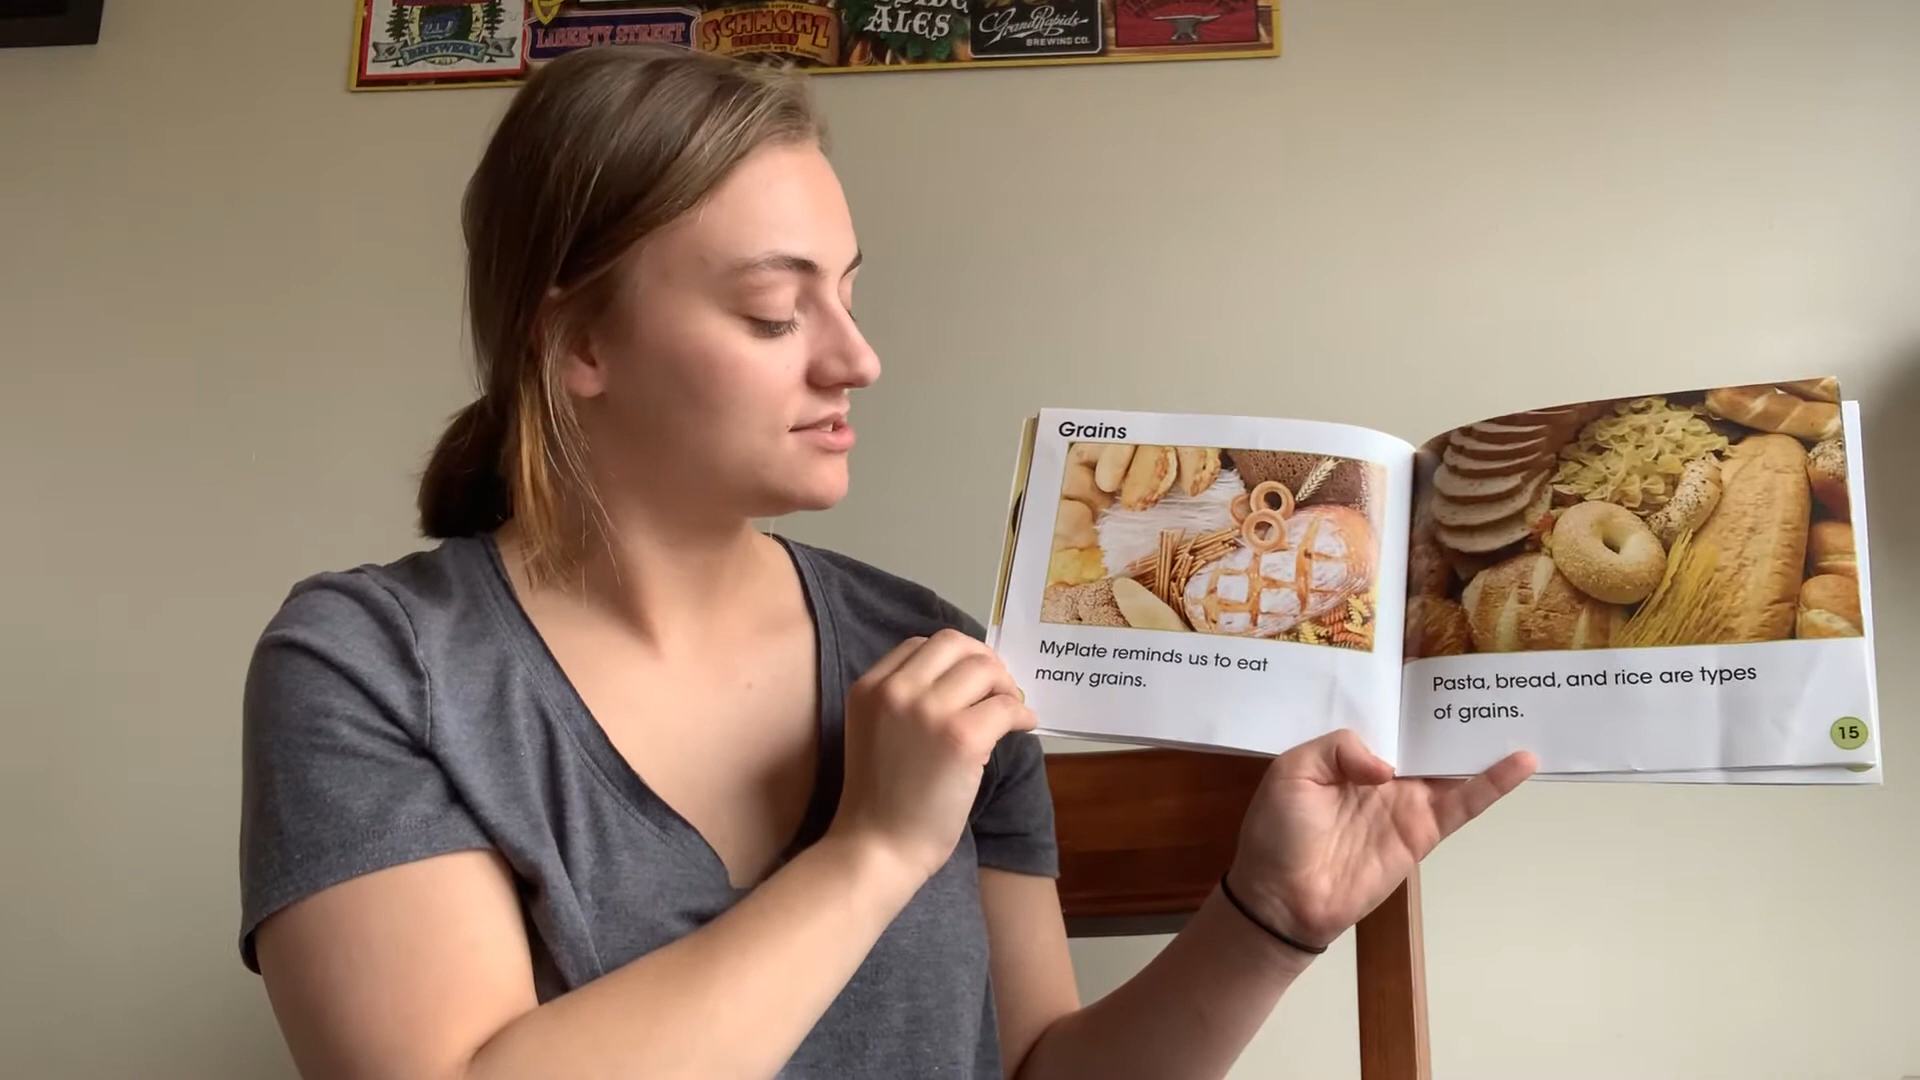 BREWERY
LIBERTY STREET
SCHMOHZ
BREWERY
ALES
Grand Rapids
BREWING CO.
Grains
MyPlate reminds us to eat
many grains.
Pasta, bread, and rice are types
of grains.
15